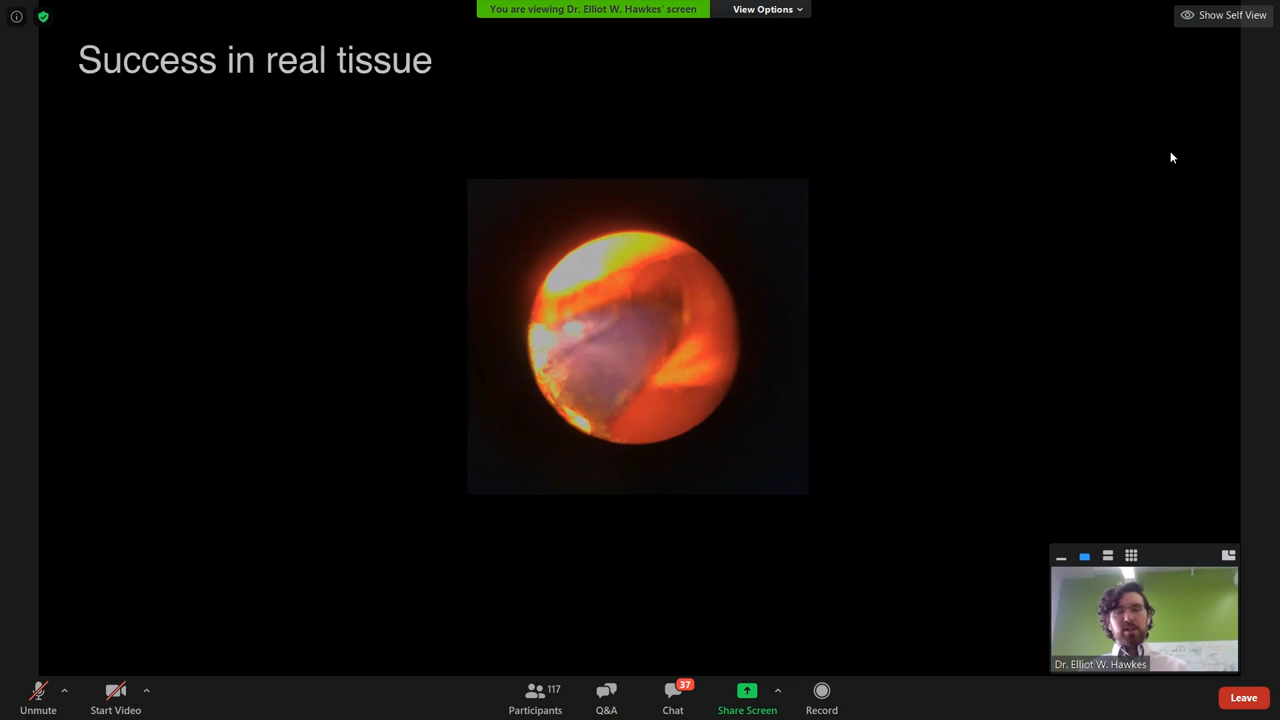 You are viewing Dr. Elliot W. Hawkes' screen
View Options
Show Self View
Success in real tissue
Dr. Elliot W. Hawkes
Unmute
Start Video
117
Participants
Q&A
37
Chat
Share Screen
Record
Leave